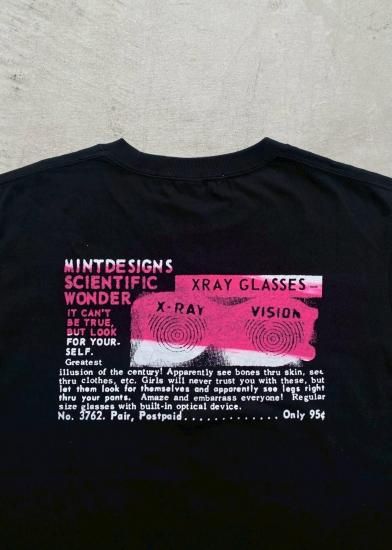 MINTDESIGNS
SCIENTIFIC
WONDER
XRAY GLASSES
X-RAY VISION
IT CAN'T
BE TRUE,
BUT LOOK
FOR YOUR-
SELF.
Greatest
illusion of the century! Apparently see bones thru skin, see
thru clothes, etc. Girls will never trust you with these, but
let them look for themselves and apparently see legs right
thru your pants. Amaze and embarrass everyone! Regular
size glasses with built-in optical device.
No. 3762. Pair, Postpaid . . . . . . . . . . . . . Only 95¢